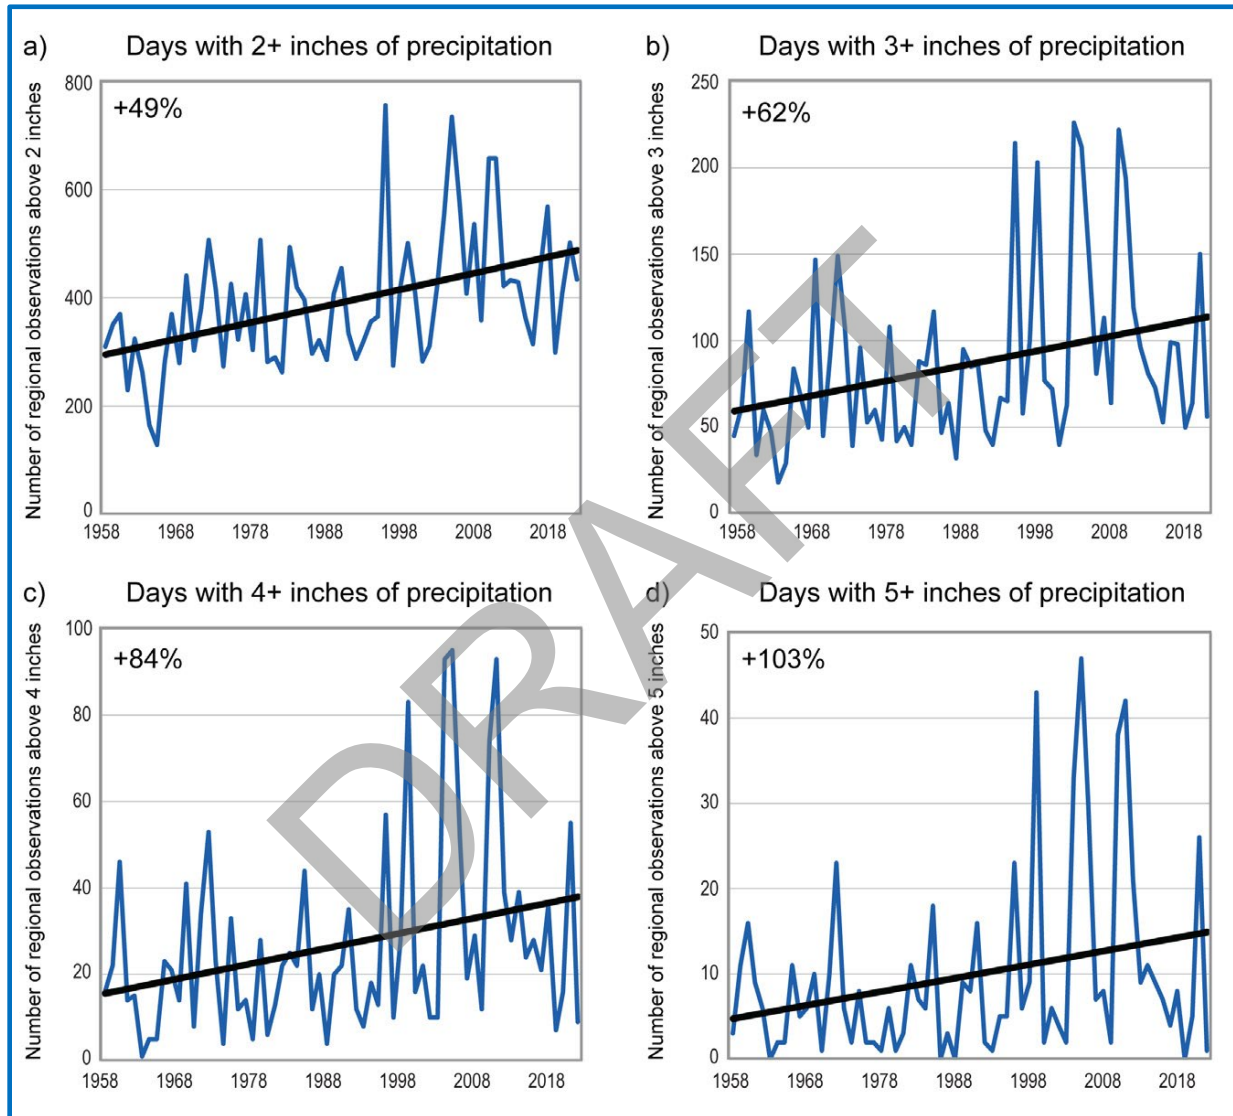 a) Days with 2+ inches of precipitation
Number of regional observations above 2 inches
+49%
800
600
400
200
0
1958 1968 1978 1988 1998 2008 2018
b) Days with 3+ inches of precipitation
Number of regional observations above 3 inches
+62%
250
200
150
100
50
0
1958 1968 1978 1988 1998 2008 2018
c) Days with 4+ inches of precipitation
Number of regional observations above 4 inches
+84%
100
80
60
40
20
0
1958 1968 1978 1988 1998 2008 2018
d) Days with 5+ inches of precipitation
Number of regional observations above 5 inches
+103%
50
40
30
20
10
0
1958 1968 1978 1988 1998 2008 2018
DRAFT